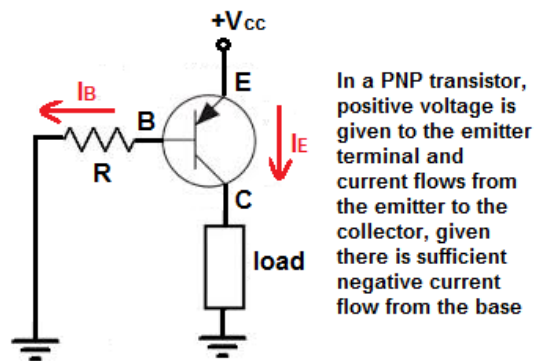 +Vcc
E
IB
B
IE
R
C
load
In a PNP transistor,
positive voltage is
given to the emitter
terminal and
current flows from
the emitter to the
collector, given
there is sufficient
negative current
flow from the base